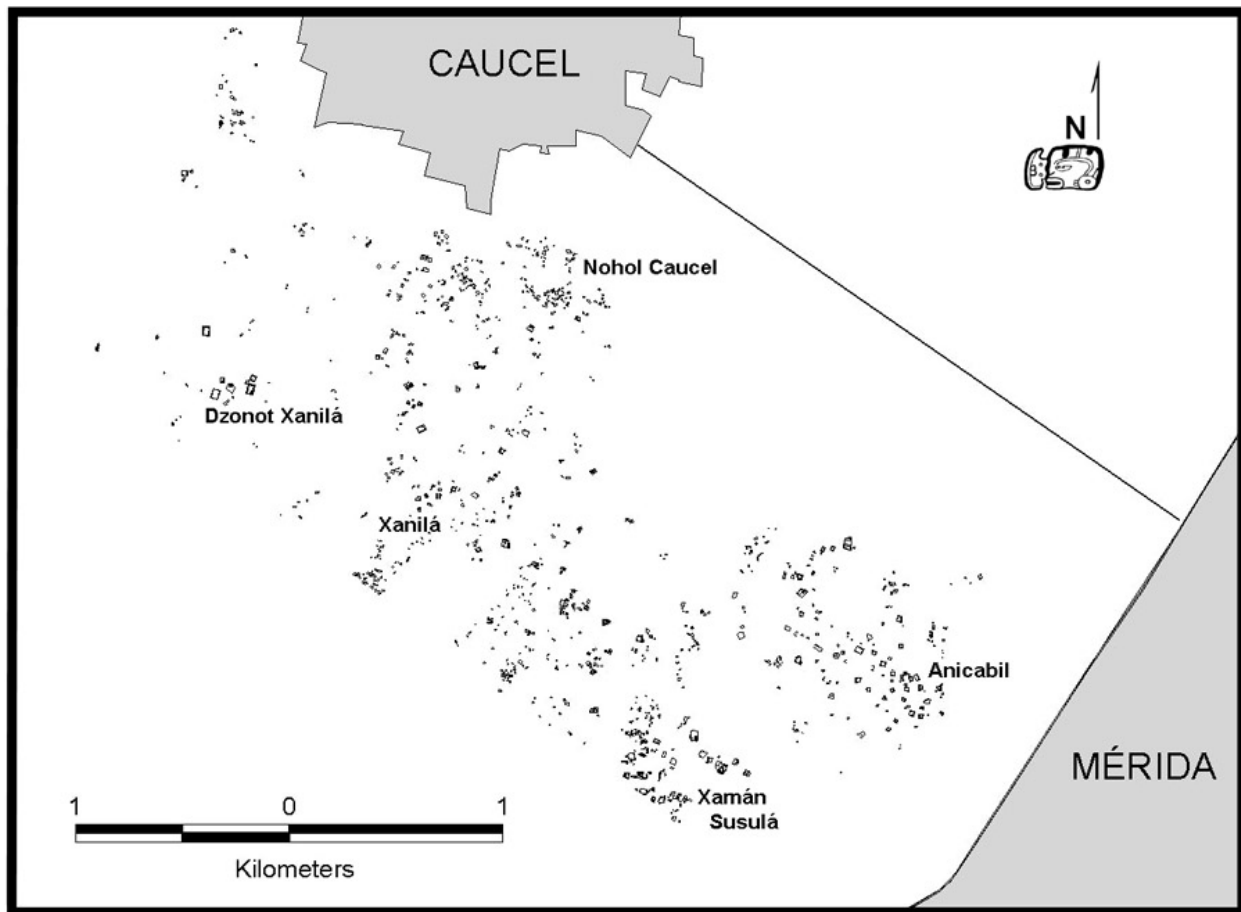 CAUCEL
N
Nohol Caucel
Dzonot Xanilá
Xanilá
Anicabil
MÉRIDA
Xamán
Susulá
1 0 1
Kilometers